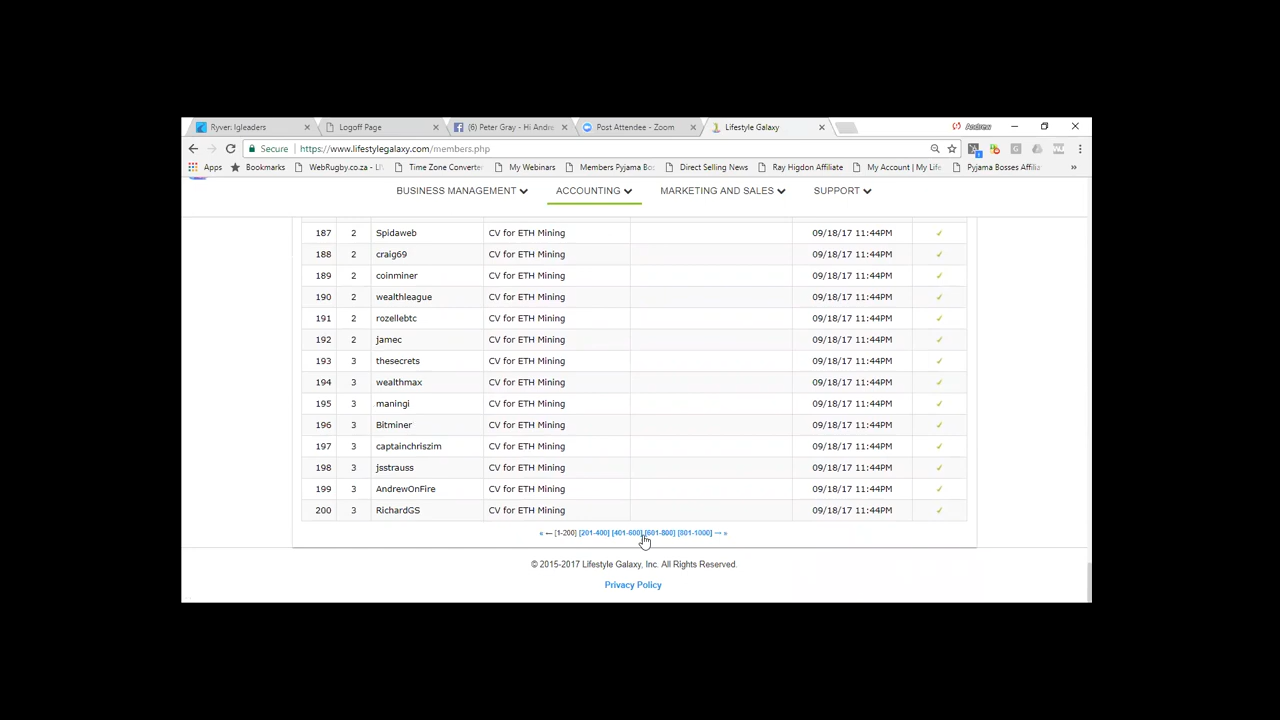 Ryver: Igleaders Logoff Page (6) Peter Gray - Hi Andre Post Attendee - Zoom Lifestyle Galaxy Andrew
Secure https://www.lifestylegalaxy.com/members.php
Apps Bookmarks WebRugby.co.za - L Time Zone Converter My Webinars Members Pyjama Bos Direct Selling News Ray Higdon Affiliate My Account | My Life Pyjama Bosses Affilia »
BUSINESS MANAGEMENT ACCOUNTING MARKETING AND SALES SUPPORT
187 2 Spidaweb CV for ETH Mining 09/18/17 11:44PM ✓
188 2 craig69 CV for ETH Mining 09/18/17 11:44PM ✓
189 2 coinminer CV for ETH Mining 09/18/17 11:44PM ✓
190 2 wealthleague CV for ETH Mining 09/18/17 11:44PM ✓
191 2 rozellebtc CV for ETH Mining 09/18/17 11:44PM ✓
192 2 jamec CV for ETH Mining 09/18/17 11:44PM ✓
193 3 thesecrets CV for ETH Mining 09/18/17 11:44PM ✓
194 3 wealthmax CV for ETH Mining 09/18/17 11:44PM ✓
195 3 maningi CV for ETH Mining 09/18/17 11:44PM ✓
196 3 Bitminer CV for ETH Mining 09/18/17 11:44PM ✓
197 3 captainchriszim CV for ETH Mining 09/18/17 11:44PM ✓
198 3 jsstrauss CV for ETH Mining 09/18/17 11:44PM ✓
199 3 AndrewOnFire CV for ETH Mining 09/18/17 11:44PM ✓
200 3 RichardGS CV for ETH Mining 09/18/17 11:44PM ✓
« ← [1-200] [201-400] [401-600] [601-800] [801-1000] → »
© 2015-2017 Lifestyle Galaxy, Inc. All Rights Reserved.
Privacy Policy